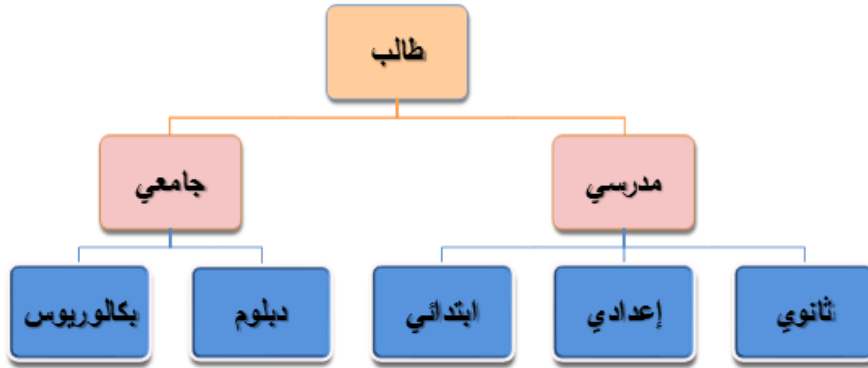 طالب
مدرسي
جامعي
ثانوي
إعدادي
ابتدائي
دبلوم
بكالوريوس